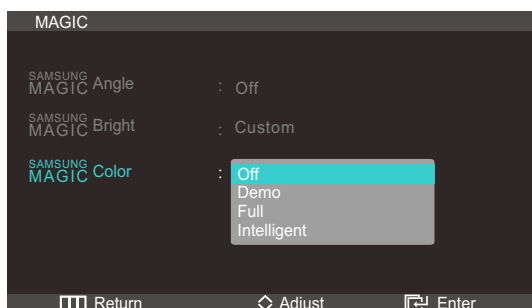 MAGIC
SAMSUNG
MAGIC Angle : Off
SAMSUNG
MAGIC Bright : Custom
SAMSUNG
MAGIC Color : Off
Demo
Full
Intelligent
Return Adjust Enter